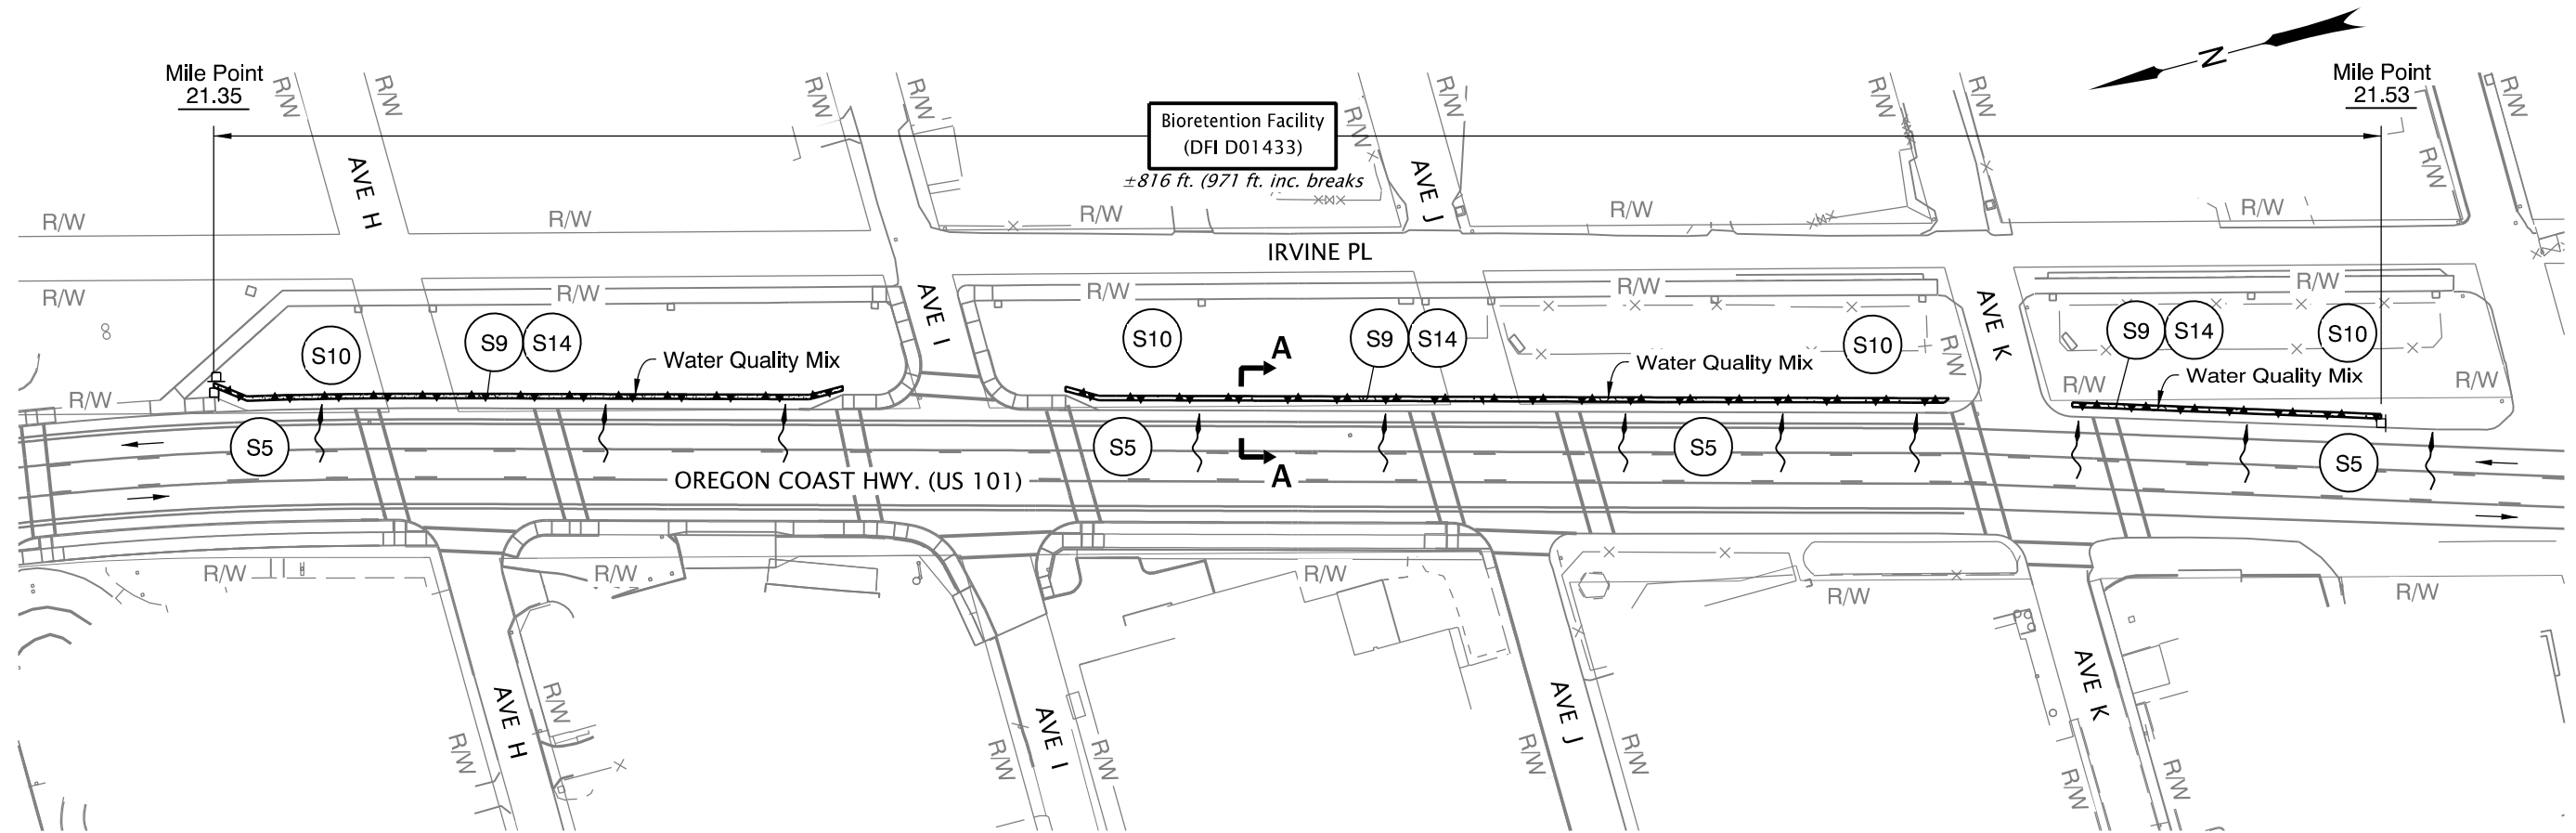 N
Mile Point
21.35
Mile Point
21.53
R/W
R/W
R/W
R/W
R/W
R/W
R/W
R/W
R/W
R/W
Bioretention Facility
(DFI D01433)
±816 ft. (971 ft. inc. breaks
AVE H
AVE J
R/W
R/W
R/W
R/W
R/W
R/W
IRVINE PL
R/W
R/W
R/W
R/W
R/W
AVE I
AVE K
S10
S9
S14
Water Quality Mix
S10
S9
S14
S10
R/W
S9
S14
S10
A
Water Quality Mix
Water Quality Mix
R/W
R/W
R/W
S5
S5
S5
S5
A
OREGON COAST HWY. (US 101)
R/W
R/W
R/W
R/W
R/W
AVE H
R/W
R/W
AVE I
R/W
R/W
AVE J
R/W
R/W
AVE K
R/W
R/W